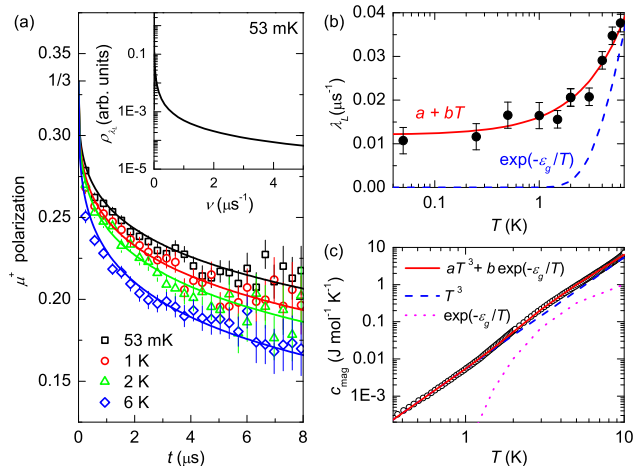 (a)
1/3
0.30
0.25
0.20
0.15
μ⁺ polarization
0
2
4
6
8
t (μs)
53 mK
1 K
2 K
6 K
53 mK
0.1
1E-3
1E-5
ρλL (arb. units)
0
2
4
ν (μs⁻¹)
(b)
0.04
0.03
0.02
0.01
0.00
λL (μs⁻¹)
a + bT
exp(-εg/T)
0.1
1
T (K)
(c)
10
1
0.1
0.01
1E-3
cmag (J mol⁻¹ K⁻¹)
aT³ + b exp(-εg/T)
T³
exp(-εg/T)
1
10
T (K)